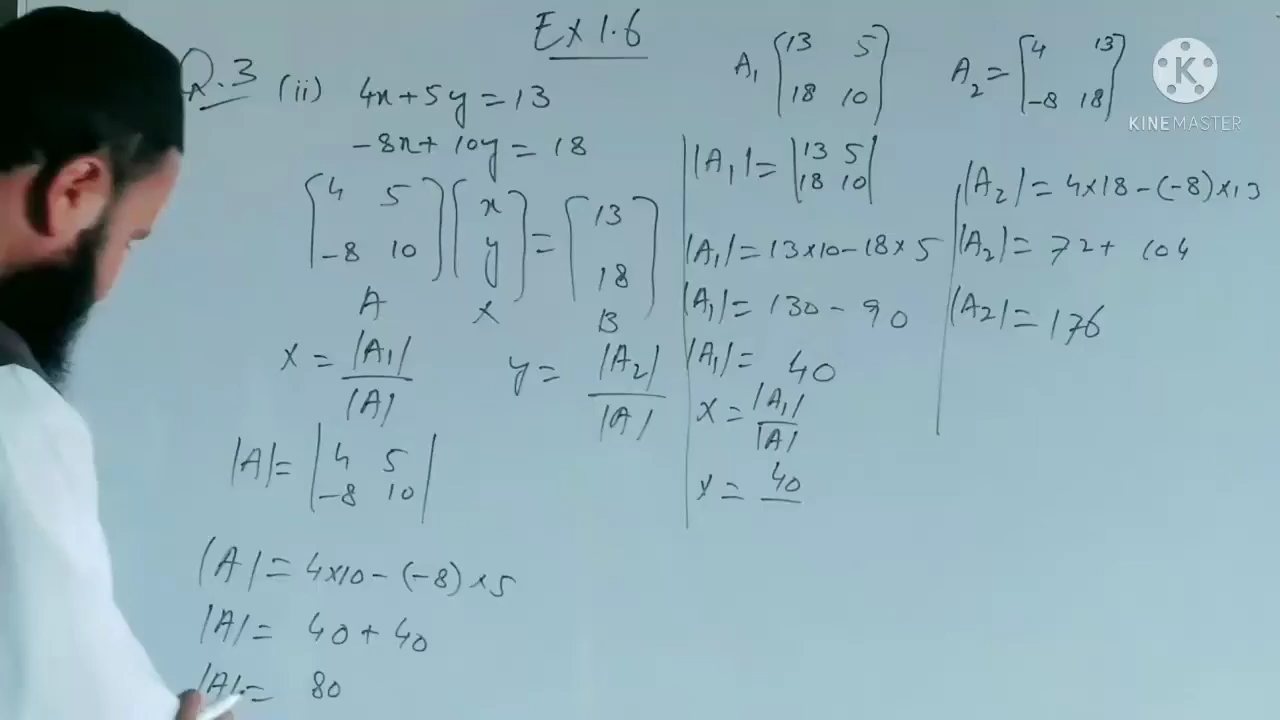 Ex 1.6
Q.3 (ii) 4x+5y=13
-8x+10y=18
[4 5
-8 10] [x
y] = [13
18]
A X B
x = |A1|/|A| y = |A2|/|A|
|A|= |4 5
-8 10|
|A|= 4×10-(-8)×5
|A|= 40+40
|A|= 80
A1 [13 5
18 10]
|A1|= |13 5
18 10|
|A1|=13×10-18×5
|A1|= 130-90
|A1|= 40
x = |A1|/|A|
x = 40
A2= [4 13
-8 18]
|A2|=4×18-(-8)×13
|A2|= 72+104
|A2|= 176
K
KINEMASTER